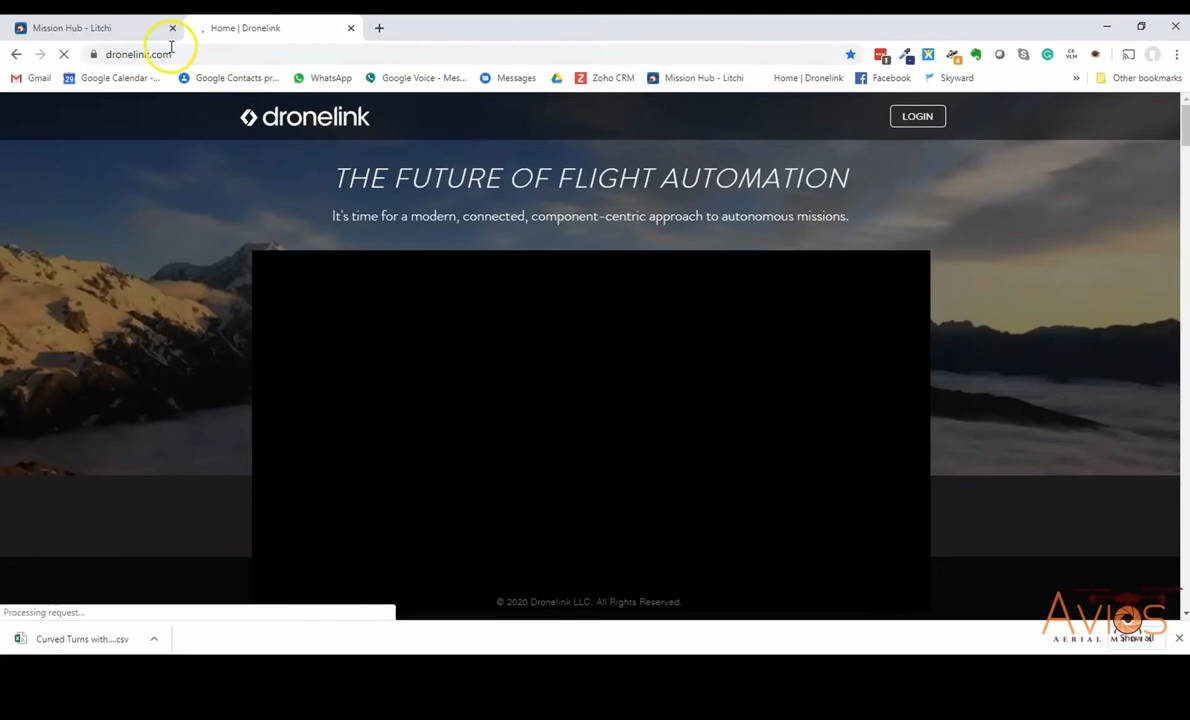 Mission Hub - Litchi
Home | Dronelink
dronelink.com
Gmail
Google Calendar -...
Google Contacts pr...
WhatsApp
Google Voice - Mes...
Messages
Zoho CRM
Mission Hub - Litchi
Home | Dronelink
Facebook
Skyward
Other bookmarks
dronelink
LOGIN
THE FUTURE OF FLIGHT AUTOMATION
It's time for a modern, connected, component-centric approach to autonomous missions.
© 2020 Dronelink LLC. All Rights Reserved.
Processing request...
Curved Turns with....csv
Avios
AERIAL MEDIA
Show all